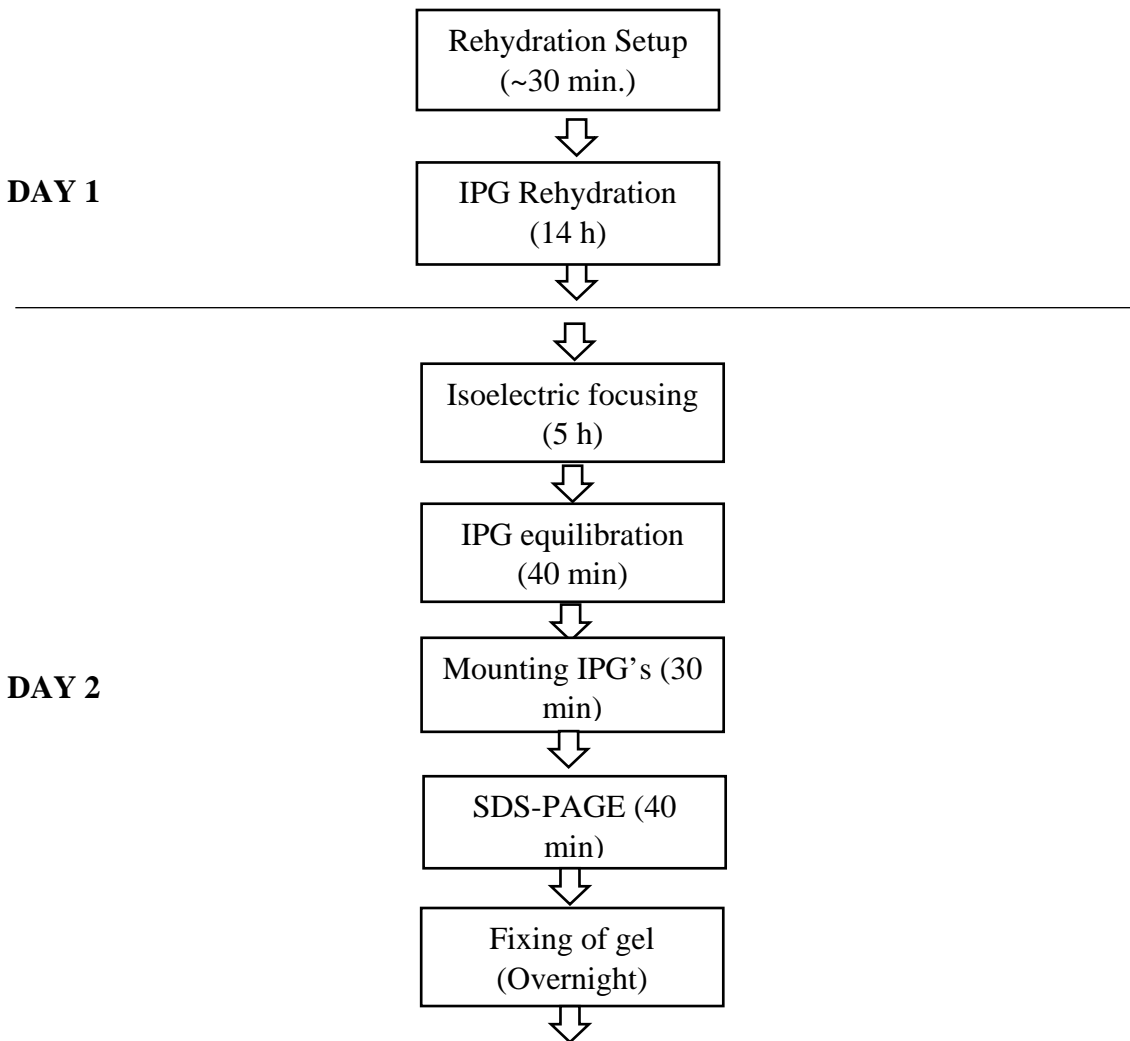 Rehydration Setup
(~30 min.)
DAY 1
IPG Rehydration
(14 h)
Isoelectric focusing
(5 h)
IPG equilibration
(40 min)
DAY 2
Mounting IPG’s (30
min)
SDS-PAGE (40
min)
Fixing of gel
(Overnight)